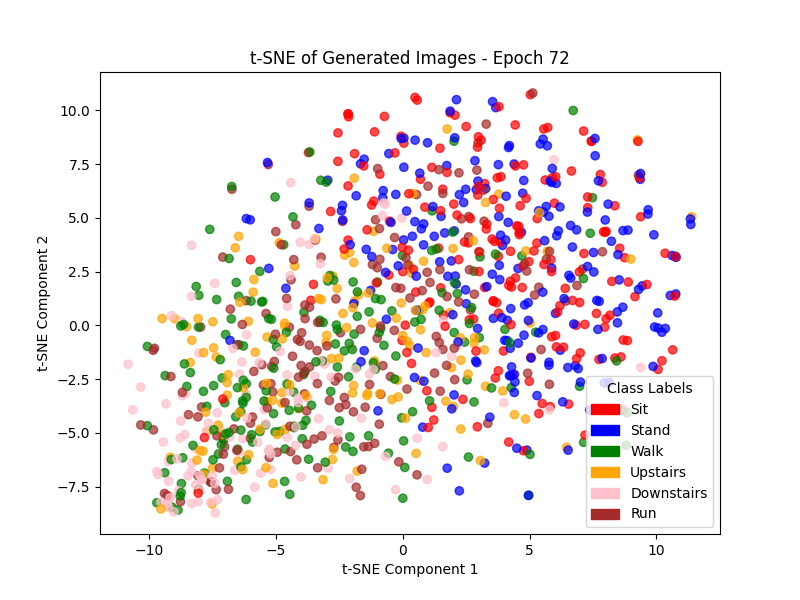 t-SNE of Generated Images - Epoch 72
t-SNE Component 2
10.0
7.5
5.0
2.5
0.0
−2.5
−5.0
−7.5
Class Labels
Sit
Stand
Walk
Upstairs
Downstairs
Run
−10
−5
0
5
10
t-SNE Component 1